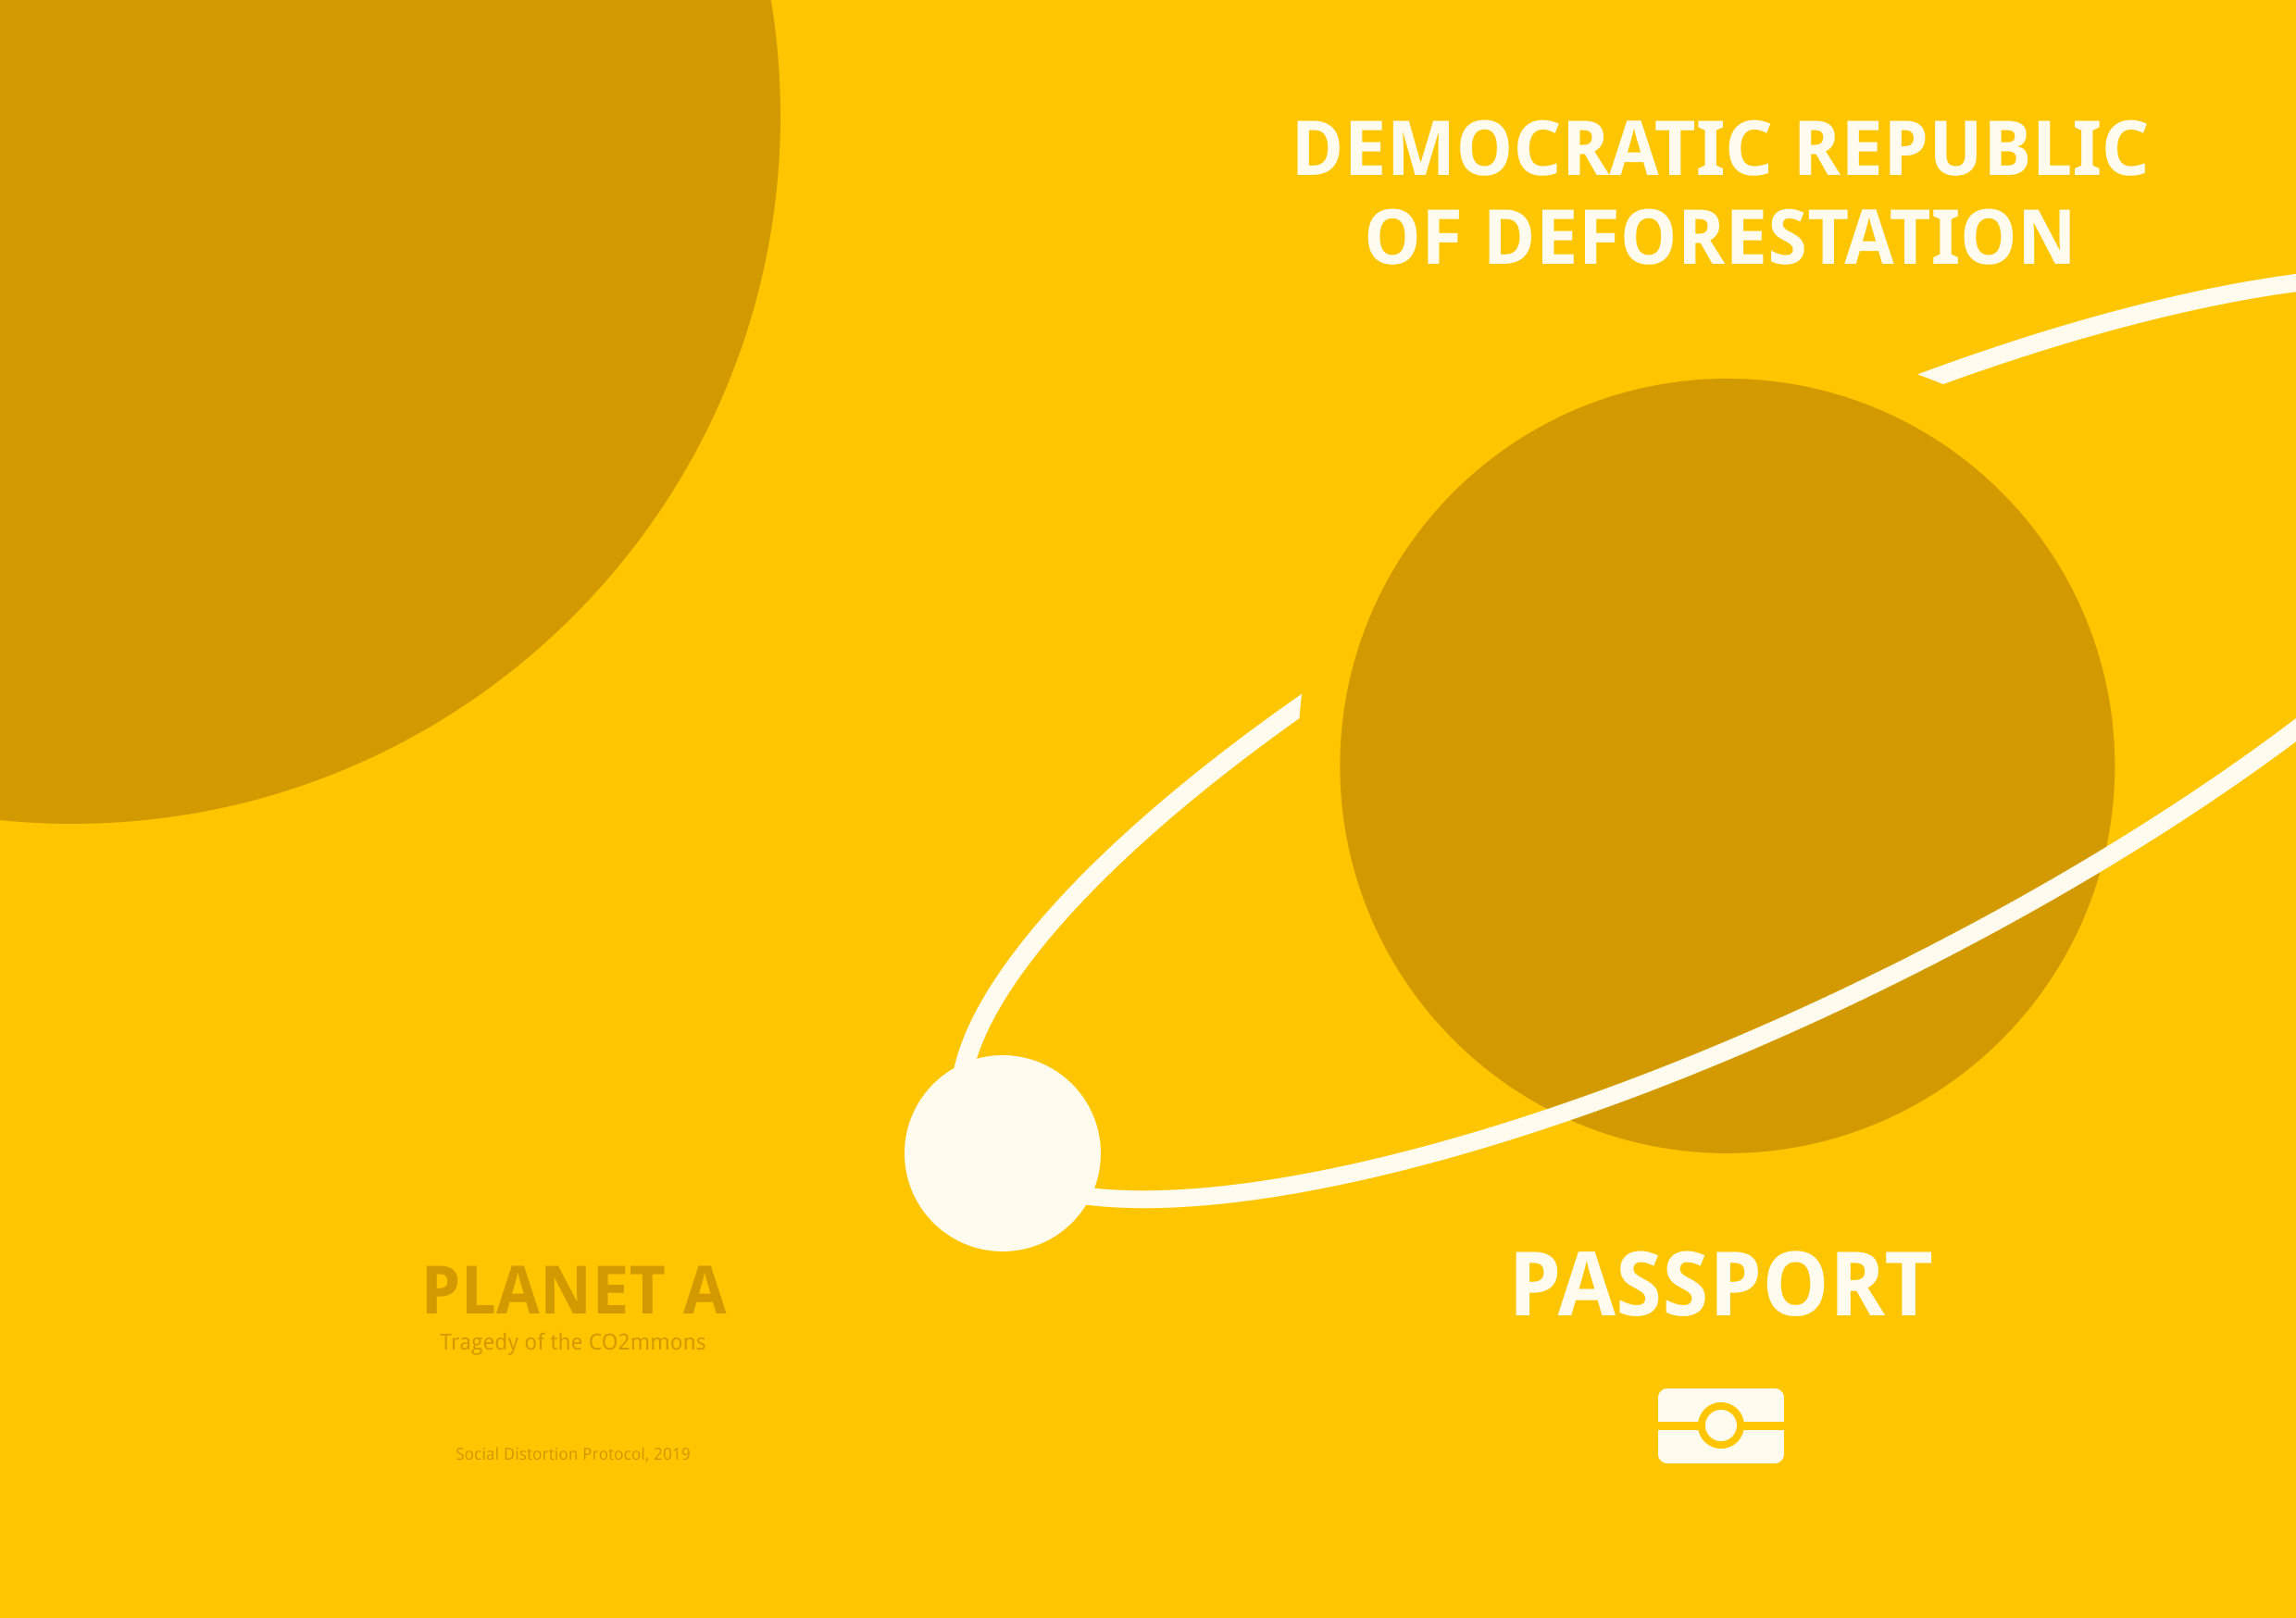 DEMOCRATIC REPUBLIC
OF DEFORESTATION
PASSPORT
PLANET A
Tragedy of the CO2mmons
Social Distortion Protocol, 2019